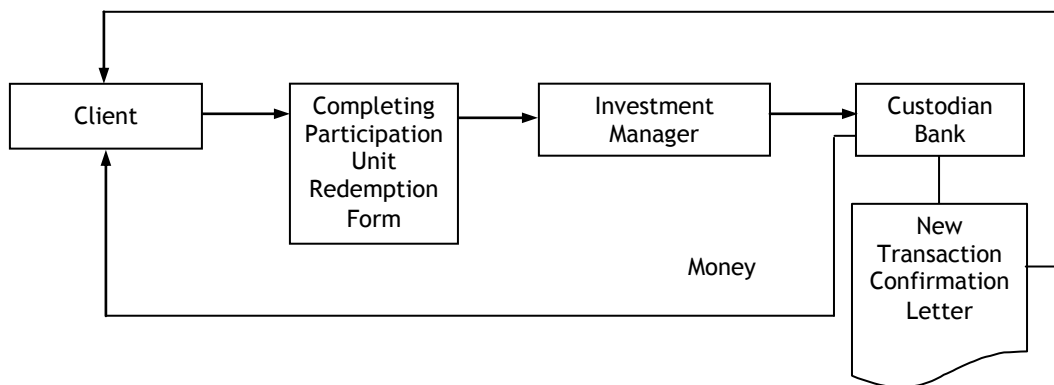 Client
Completing
Participation
Unit
Redemption
Form
Investment
Manager
Custodian
Bank
Money
New
Transaction
Confirmation
Letter